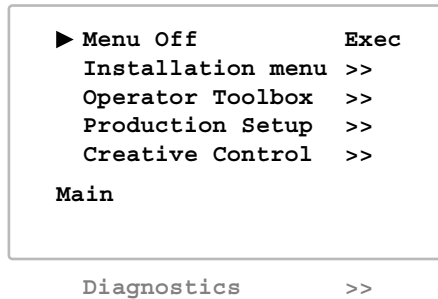 ▶ Menu Off Exec
Installation menu >>
Operator Toolbox >>
Production Setup >>
Creative Control >>
Main
Diagnostics >>